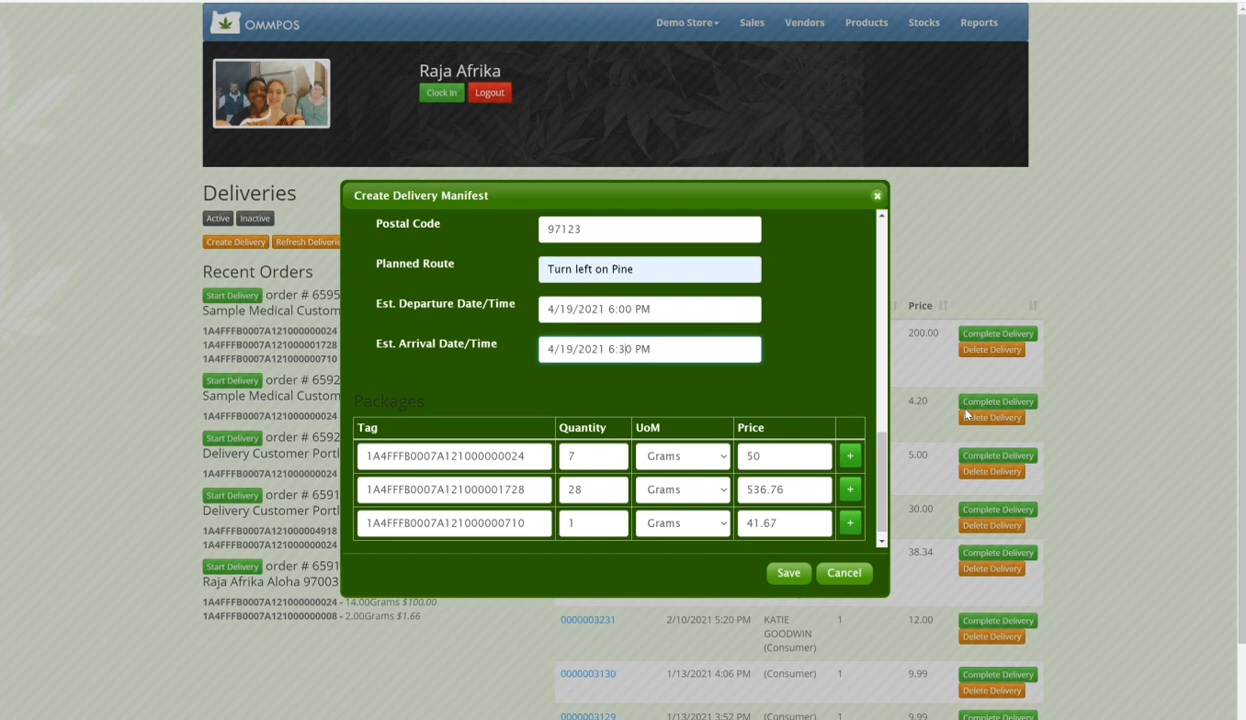 OMMPOS
Demo Store Sales Vendors Products Stocks Reports
Raja Afrika
Clock In Logout
Deliveries
Active Inactive
Create Delivery Refresh Deliverie
Recent Orders
Start Delivery order # 6595
Sample Medical Custom
1A4FFFB0007A121000000024
1A4FFFB0007A121000001728
1A4FFFB0007A121000000710
Start Delivery order # 6592
Sample Medical Custom
1A4FFFB0007A121000000024
Start Delivery order # 6592
Delivery Customer Portl
1A4FFFB0007A121000000024
Start Delivery order # 6591
Delivery Customer Portl
1A4FFFB0007A121000004918
1A4FFFB0007A121000000024
Start Delivery order # 6591
Raja Afrika Aloha 97003
1A4FFFB0007A121000000024 - 14.00Grams $100.00
1A4FFFB0007A121000000008 - 2.00Grams $1.66
Create Delivery Manifest
Postal Code 97123
Planned Route Turn left on Pine
Est. Departure Date/Time 4/19/2021 6:00 PM
Est. Arrival Date/Time 4/19/2021 6:30 PM
Packages
Tag Quantity UoM Price
1A4FFFB0007A121000000024 7 Grams 50 +
1A4FFFB0007A121000001728 28 Grams 536.76 +
1A4FFFB0007A121000000710 1 Grams 41.67 +
Save Cancel
Price
200.00 Complete Delivery
Delete Delivery
4.20 Complete Delivery
Delete Delivery
5.00 Complete Delivery
Delete Delivery
30.00 Complete Delivery
Delete Delivery
38.34 Complete Delivery
Delete Delivery
0000003231 2/10/2021 5:20 PM KATIE 1 12.00 Complete Delivery
GOODWIN Delete Delivery
(Consumer)
0000003130 1/13/2021 4:06 PM (Consumer) 1 9.99 Complete Delivery
Delete Delivery
0000003129 1/13/2021 3:52 PM (Consumer) 1 9.99 Complete Delivery